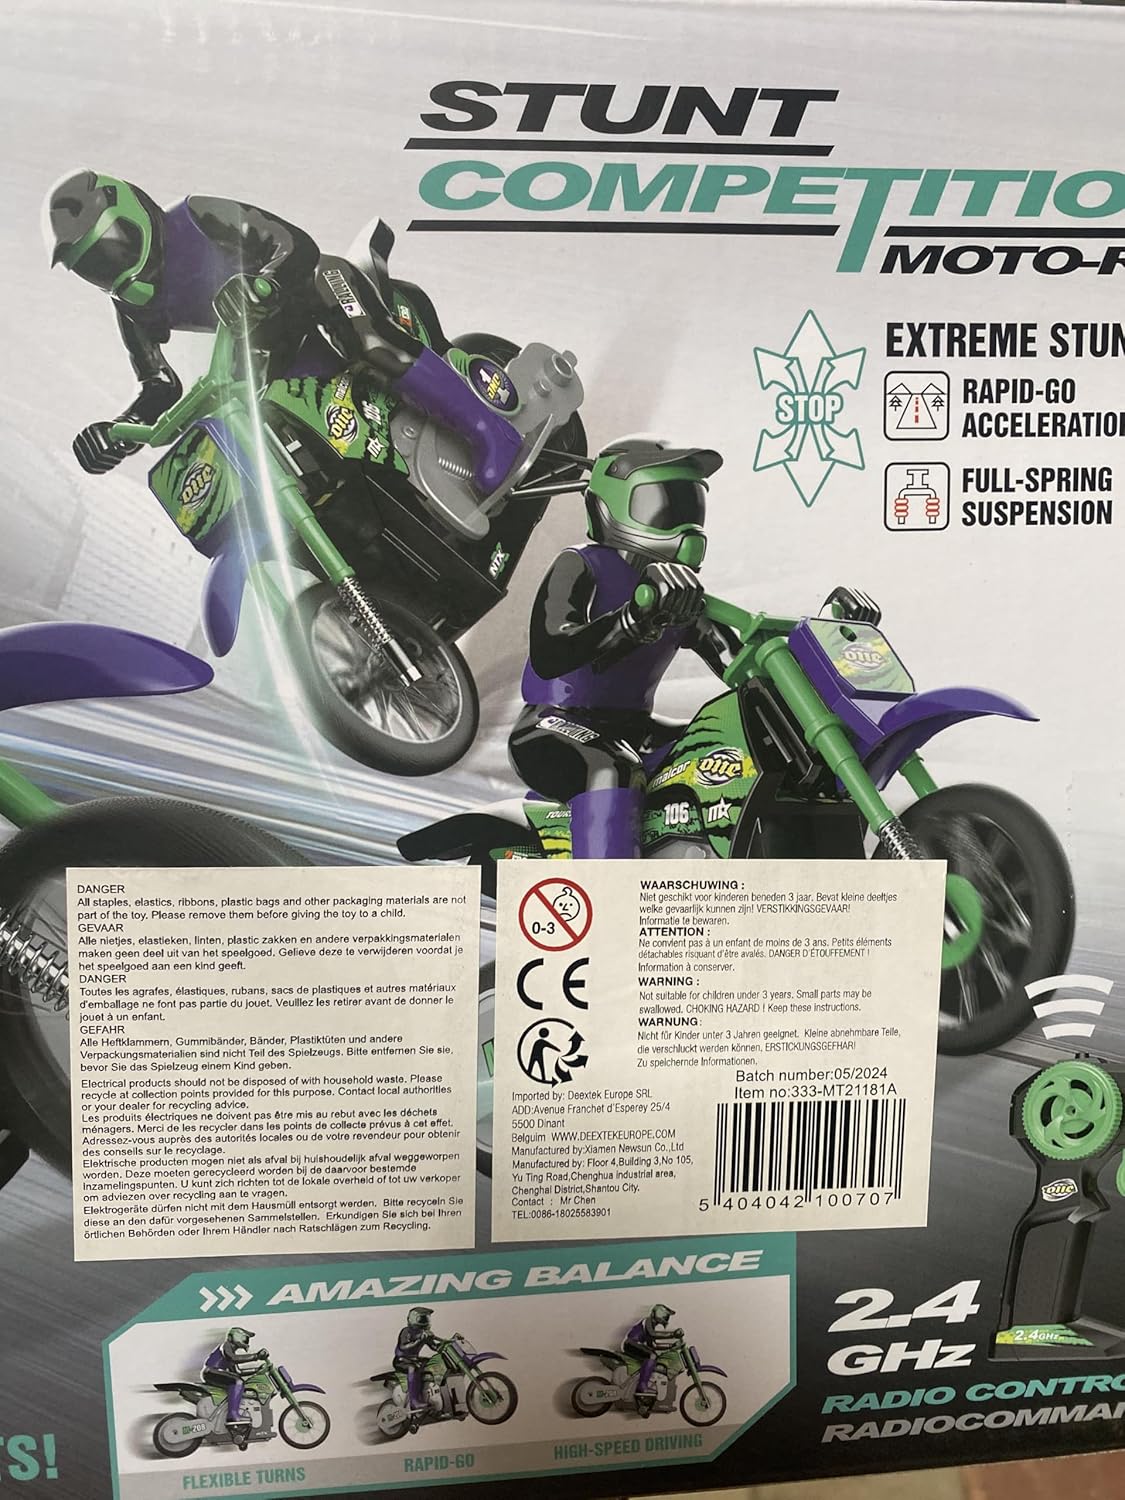 STUNT
COMPETITIO
MOTO-R
EXTREME STUN
STOP
RAPID-GO
ACCELERATIO
FULL-SPRING
SUSPENSION
NTX
malcor
106
DANGER
All staples, elastics, ribbons, plastic bags and other packaging materials are not
part of the toy. Please remove them before giving the toy to a child.
GEVAAR
Alle nietjes, elastieken, linten, plastic zakken en andere verpakkingsmaterialen
maken geen deel uit van het speelgoed. Gelieve deze te verwijderen voordat je
het speelgoed aan een kind geeft.
DANGER
Toutes les agrafes, élastiques, rubans, sacs de plastiques et autres matériaux
d'emballage ne font pas partie du jouet. Veuillez les retirer avant de donner le
jouet à un enfant.
GEFAHR
Alle Heftklammern, Gummibänder, Bänder, Plastiktüten und andere
Verpackungsmaterialien sind nicht Teil des Spielzeugs. Bitte entfernen Sie sie,
bevor Sie das Spielzeug einem Kind geben.
Electrical products should not be disposed of with household waste. Please
recycle at collection points provided for this purpose. Contact local authorities
or your dealer for recycling advice.
Les produits électriques ne doivent pas être mis au rebut avec les déchets
ménagers. Merci de les recycler dans les points de collecte prévus à cet effet.
Adressez-vous auprès des autorités locales ou de votre revendeur pour obtenir
des conseils sur le recyclage.
Elektrische producten mogen niet als afval bij huishoudelijk afval weggeworpen
worden. Deze moeten gerecycleerd worden bij de daarvoor bestemde
Inzamelingspunten. U kunt zich richten tot de lokale overheid of tot uw verkoper
om adviezen over recycling aan te vragen.
Elektrogeräte dürfen nicht mit dem Hausmüll entsorgt werden. Bitte recyceln Sie
diese an den dafür vorgesehenen Sammelstellen. Erkundigen Sie sich bei Ihren
örtlichen Behörden oder Ihrem Händler nach Ratschlägen zum Recycling.
0-3
CE
WAARSCHUWING :
Niet geschikt voor kinderen beneden 3 jaar. Bevat kleine deeltjes
welke gevaarlijk kunnen zijn! VERSTIKKINGSGEVAAR!
Informatie te bewaren.
ATTENTION :
Ne convient pas à un enfant de moins de 3 ans. Petits éléments
détachables risquant d'être avalés. DANGER D'ÉTOUFFEMENT !
Information à conserver.
WARNING :
Not suitable for children under 3 years. Small parts may be
swallowed. CHOKING HAZARD ! Keep these instructions.
WARNUNG:
Nicht für Kinder unter 3 Jahren geeignet. Kleine abnehmbare Teile,
die verschluckt werden können, ERSTICKUNGSGEFHAR!
Zu speichernde Informationen.
Batch number:05/2024
Item no:333-MT21181A
Imported by: Deextek Europe SRL
ADD:Avenue Franchet d'Esperey 25/4
5500 Dinant
Belguim WWW.DEEXTEKEUROPE.COM
Manufactured by:Xiamen Newsun Co.,Ltd
Manufactured by: Floor 4,Building 3,No 105,
Yu Ting Road,Chenghua industrial area,
Chenghai District,Shantou City.
Contact : Mr Chen
TEL:0086-18025583901
5 404042 100707
AMAZING BALANCE
FLEXIBLE TURNS
RAPID-GO
HIGH-SPEED DRIVING
2.4
GHz
2.4GHz
RADIO CONTRO
RADIOCOMMAN
TS!